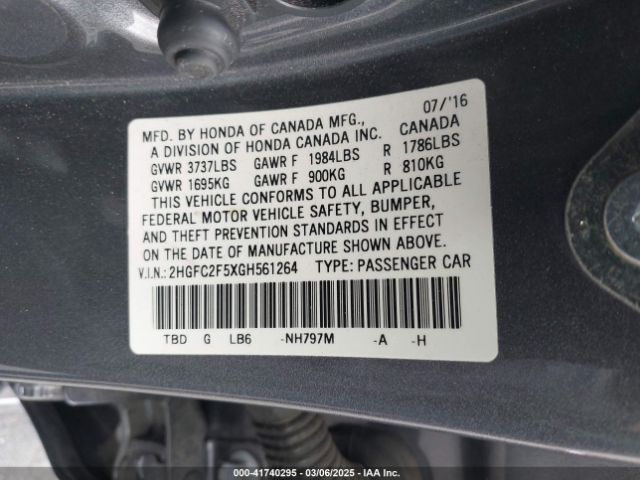 07/'16
MFD. BY HONDA OF CANADA MFG., CANADA
A DIVISION OF HONDA CANADA INC.
GVWR 3737LBS GAWR F 1984LBS R 1786LBS
GVWR 1695KG GAWR F 900KG R 810KG
THIS VEHICLE CONFORMS TO ALL APPLICABLE
FEDERAL MOTOR VEHICLE SAFETY, BUMPER,
AND THEFT PREVENTION STANDARDS IN EFFECT
ON THE DATE OF MANUFACTURE SHOWN ABOVE.
V.I.N.: 2HGFC2F5XGH561264 TYPE: PASSENGER CAR
TBD G LB6 -NH797M -A -H
000-41740295 - 03/06/2025 - IAA Inc.